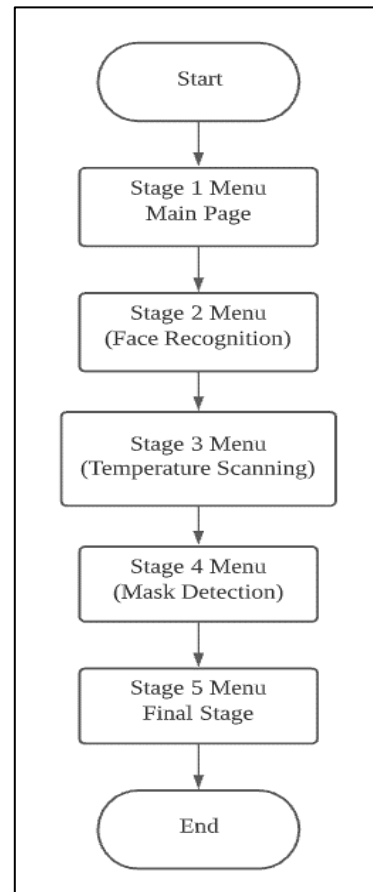 Start
Stage 1 Menu
Main Page
Stage 2 Menu
(Face Recognition)
Stage 3 Menu
(Temperature Scanning)
Stage 4 Menu
(Mask Detection)
Stage 5 Menu
Final Stage
End